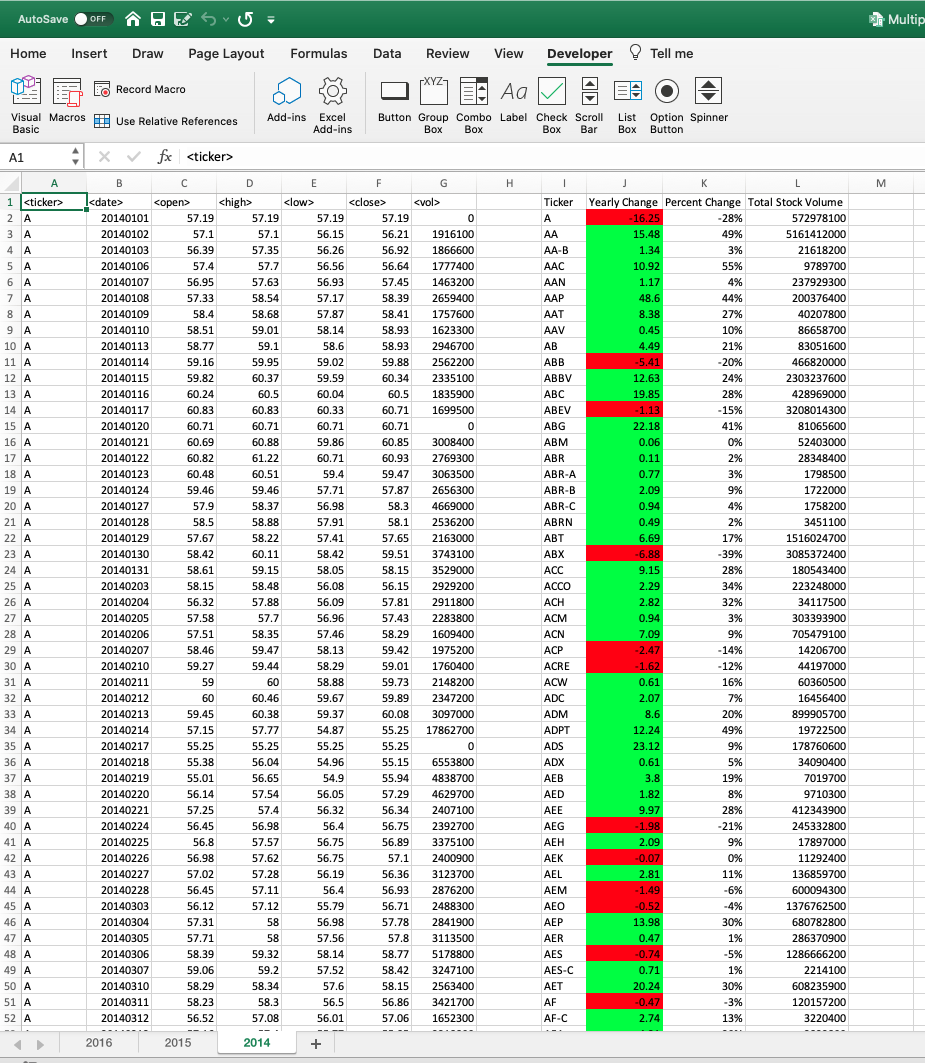 AutoSave OFF Multip
Home Insert Draw Page Layout Formulas Data Review View Developer Tell me
Visual Basic Macros Record Macro Use Relative References Add-ins Excel Add-ins Button XYZ Group Box Combo Box Aa Label Check Box Scroll Bar List Box Option Button Spinner
A1 fx <ticker>
A B C D E F G H I J K L M
1 <ticker> <date> <open> <high> <low> <close> <vol> Ticker Yearly Change Percent Change Total Stock Volume
2 A 20140101 57.19 57.19 57.19 57.19 0 A -16.25 -28% 572978100
3 A 20140102 57.1 57.1 56.15 56.21 1916100 AA 15.48 49% 5161412000
4 A 20140103 56.39 57.35 56.26 56.92 1866600 AA-B 1.34 3% 21618200
5 A 20140106 57.4 57.7 56.56 56.64 1777400 AAC 10.92 55% 9789700
6 A 20140107 56.95 57.63 56.93 57.45 1463200 AAN 1.17 4% 237929300
7 A 20140108 57.33 58.54 57.17 58.39 2659400 AAP 48.6 44% 200376400
8 A 20140109 58.4 58.68 57.87 58.41 1757600 AAT 8.38 27% 40207800
9 A 20140110 58.51 59.01 58.14 58.93 1623300 AAV 0.45 10% 86658700
10 A 20140113 58.77 59.1 58.6 58.93 2946700 AB 4.49 21% 83051600
11 A 20140114 59.16 59.95 59.02 59.88 2562200 ABB -5.41 -20% 466820000
12 A 20140115 59.82 60.37 59.59 60.34 2335100 ABBV 12.63 24% 2303237600
13 A 20140116 60.24 60.5 60.04 60.5 1835900 ABC 19.85 28% 428969000
14 A 20140117 60.83 60.83 60.33 60.71 1699500 ABEV -1.13 -15% 3208014300
15 A 20140120 60.71 60.71 60.71 60.71 0 ABG 22.18 41% 81065600
16 A 20140121 60.69 60.88 59.86 60.85 3008400 ABM 0.06 0% 52403000
17 A 20140122 60.82 61.22 60.71 60.93 2769300 ABR 0.11 2% 28348400
18 A 20140123 60.48 60.51 59.4 59.47 3063500 ABR-A 0.77 3% 1798500
19 A 20140124 59.46 59.46 57.71 57.87 2656300 ABR-B 2.09 9% 1722000
20 A 20140127 57.9 58.37 56.98 58.3 4669000 ABR-C 0.94 4% 1758200
21 A 20140128 58.5 58.88 57.91 58.1 2536200 ABRN 0.49 2% 3451100
22 A 20140129 57.67 58.22 57.41 57.65 2163000 ABT 6.69 17% 1516024700
23 A 20140130 58.42 60.11 58.42 59.51 3743100 ABX -6.88 -39% 3085372400
24 A 20140131 58.61 59.15 58.05 58.15 3529000 ACC 9.15 28% 180543400
25 A 20140203 58.15 58.48 56.08 56.15 2929200 ACCO 2.29 34% 223248000
26 A 20140204 56.32 57.88 56.09 57.81 2911800 ACH 2.82 32% 34117500
27 A 20140205 57.58 57.7 56.96 57.43 2283800 ACM 0.94 3% 303393900
28 A 20140206 57.51 58.35 57.46 58.29 1609400 ACN 7.09 9% 705479100
29 A 20140207 58.46 59.47 58.13 59.42 1975200 ACP -2.47 -14% 14206700
30 A 20140210 59.27 59.44 58.29 59.01 1760400 ACRE -1.62 -12% 44197000
31 A 20140211 59 60 58.88 59.73 2148200 ACW 0.61 16% 60360500
32 A 20140212 60 60.46 59.67 59.89 2347200 ADC 2.07 7% 16456400
33 A 20140213 59.45 60.38 59.37 60.08 3097000 ADM 8.6 20% 899905700
34 A 20140214 57.15 57.77 54.87 55.25 17862700 ADPT 12.24 49% 19722500
35 A 20140217 55.25 55.25 55.25 55.25 0 ADS 23.12 9% 178760600
36 A 20140218 55.38 56.04 54.96 55.15 6553800 ADX 0.61 5% 34090400
37 A 20140219 55.01 56.65 54.9 55.94 4838700 AEB 3.8 19% 7019700
38 A 20140220 56.14 57.54 56.05 57.29 4629700 AED 1.82 8% 9710300
39 A 20140221 57.25 57.4 56.32 56.34 2407100 AEE 9.97 28% 412343900
40 A 20140224 56.45 56.98 56.4 56.75 2392700 AEG -1.98 -21% 245332800
41 A 20140225 56.8 57.57 56.75 56.89 3375100 AEH 2.09 9% 17897000
42 A 20140226 56.98 57.62 56.75 57.1 2400900 AEK -0.07 0% 11292400
43 A 20140227 57.02 57.28 56.19 56.36 3123700 AEL 2.81 11% 136859700
44 A 20140228 56.45 57.11 56.4 56.93 2876200 AEM -1.49 -6% 600094300
45 A 20140303 56.12 57.12 55.79 56.71 2488300 AEO -0.52 -4% 1376762500
46 A 20140304 57.31 58 56.98 57.78 2841900 AEP 13.98 30% 680782800
47 A 20140305 57.71 58 57.56 57.8 3113500 AER 0.47 1% 286370900
48 A 20140306 58.39 59.32 58.14 58.77 5178800 AES -0.74 -5% 1286666200
49 A 20140307 59.06 59.2 57.52 58.42 3247100 AES-C 0.71 1% 2214100
50 A 20140310 58.29 58.34 57.6 58.15 2563400 AET 20.24 30% 608235900
51 A 20140311 58.23 58.3 56.5 56.86 3421700 AF -0.47 -3% 120157200
52 A 20140312 56.52 57.08 56.01 57.06 1652300 AF-C 2.74 13% 3220400
2016 2015 2014 +